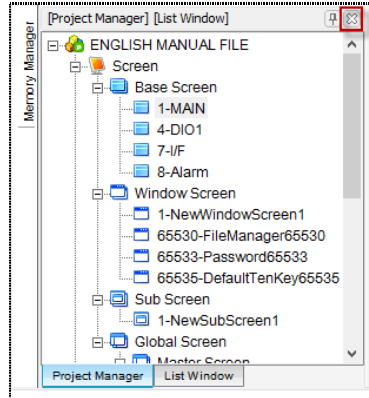 Memory Manager
[Project Manager] [List Window]
ENGLISH MANUAL FILE
Screen
Base Screen
1-MAIN
4-DIO1
7-I/F
8-Alarm
Window Screen
1-NewWindowScreen1
65530-FileManager65530
65533-Password65533
65535-DefaultTenKey65535
Sub Screen
1-NewSubScreen1
Global Screen
Master Screen
Project Manager
List Window